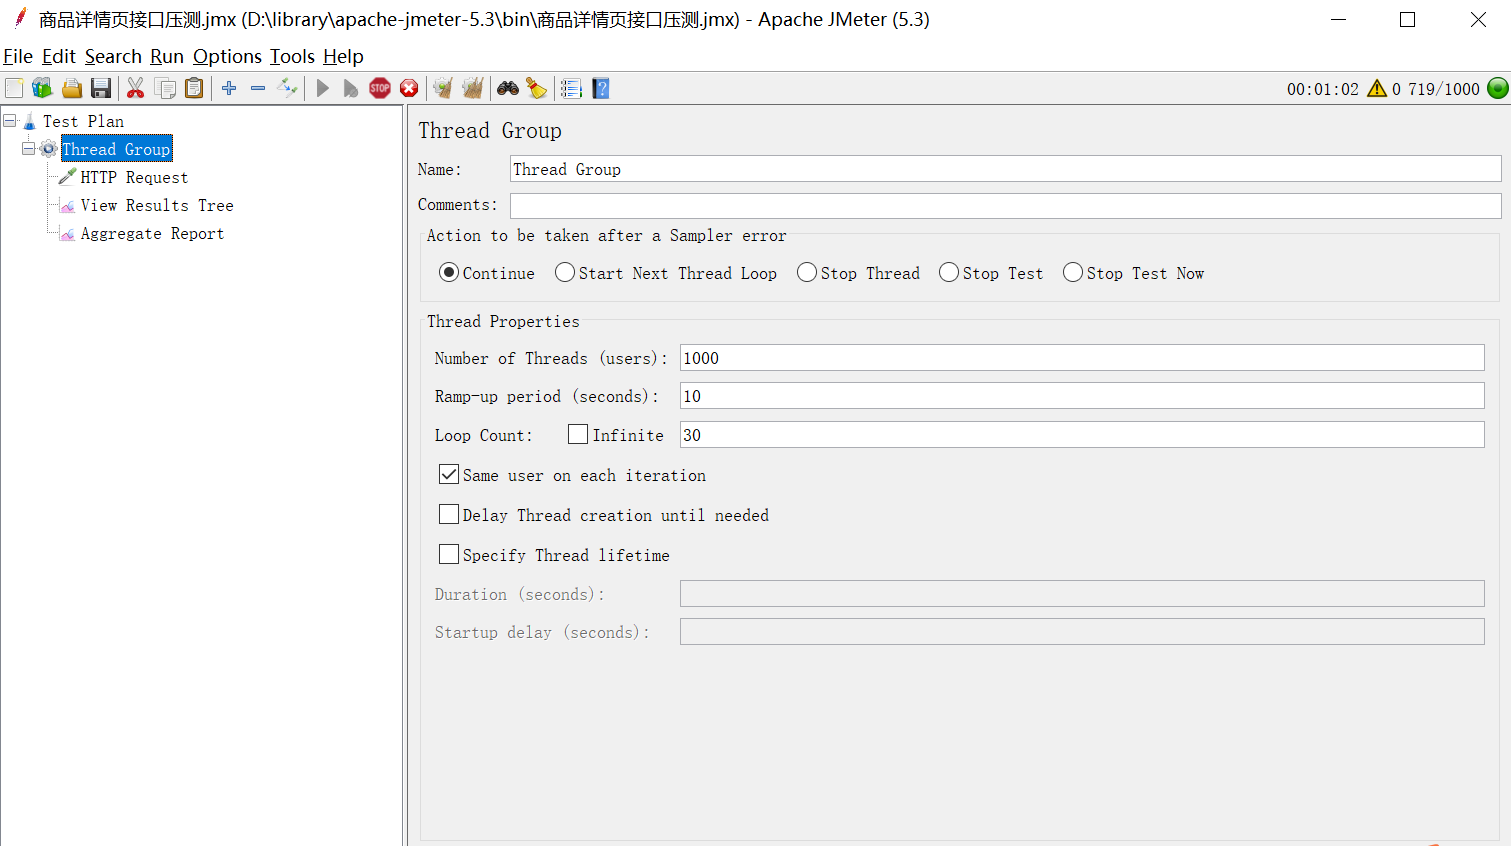 商品详情页接口压测.jmx (D:\library\apache-jmeter-5.3\bin\商品详情页接口压测.jmx) - Apache JMeter (5.3)
File Edit Search Run Options Tools Help
STOP
00:01:02 0 719/1000
Test Plan
Thread Group
HTTP Request
View Results Tree
Aggregate Report
Thread Group
Name: Thread Group
Comments:
Action to be taken after a Sampler error
Continue Start Next Thread Loop Stop Thread Stop Test Stop Test Now
Thread Properties
Number of Threads (users): 1000
Ramp-up period (seconds): 10
Loop Count: Infinite 30
Same user on each iteration
Delay Thread creation until needed
Specify Thread lifetime
Duration (seconds):
Startup delay (seconds):